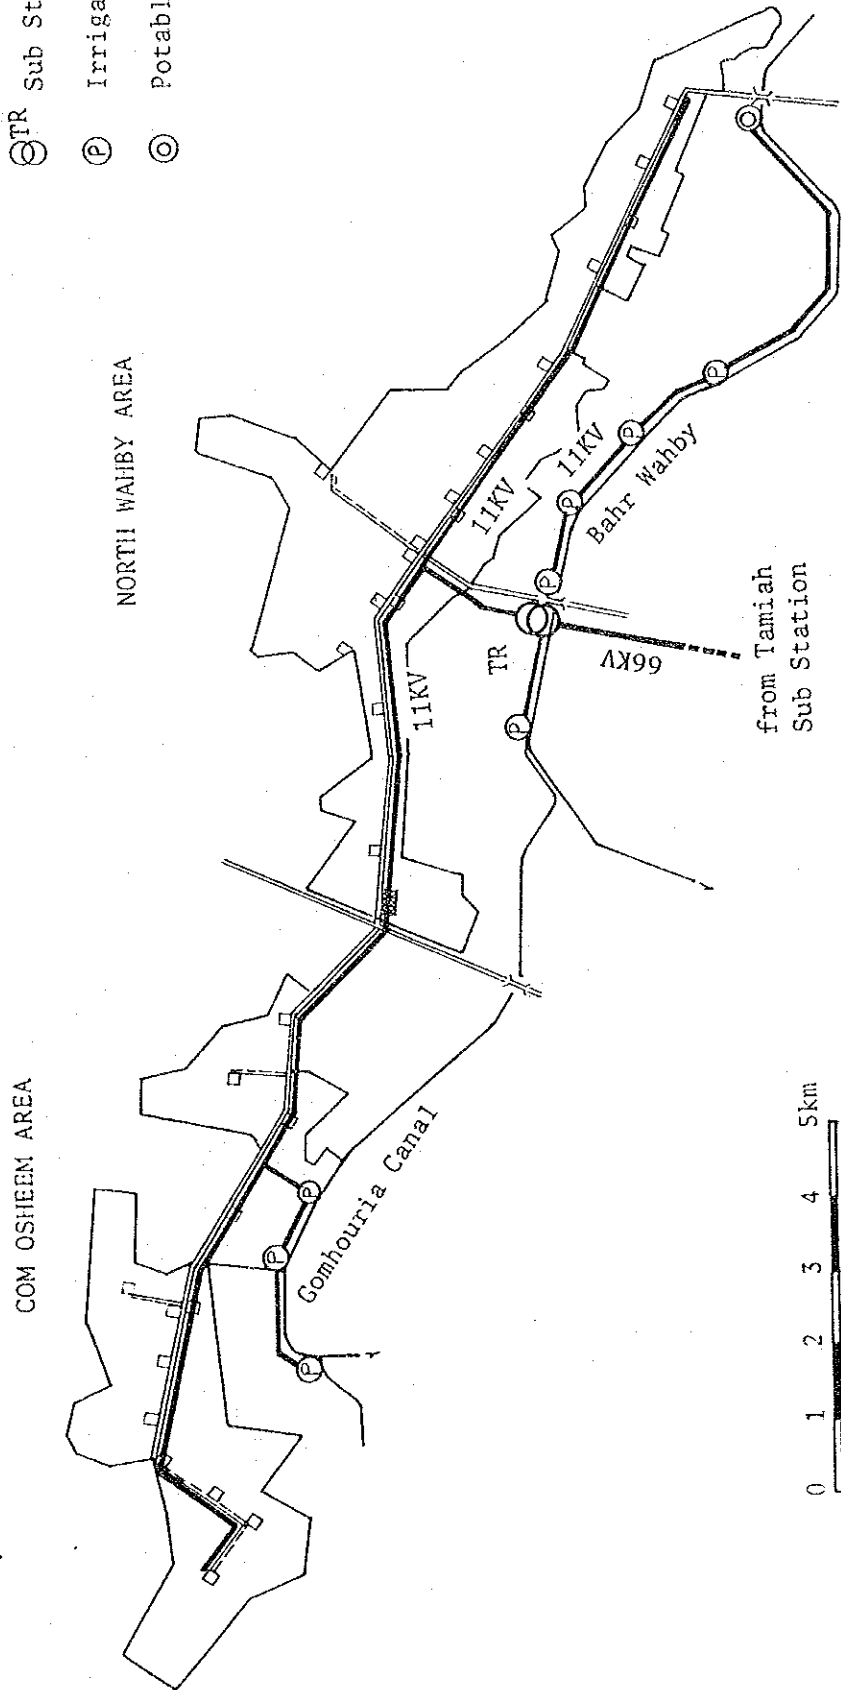 TR Sub St
P Irriga
Potabl
NORTH WAHBY AREA
COM OSHEEM AREA
11KV
11KV
11KV
Bahr Wahby
TR
66KV
from Tamiah
Sub Station
Gomhouria Canal
P
P
P
P
P
P
P
P
0 1 2 3 4 5km